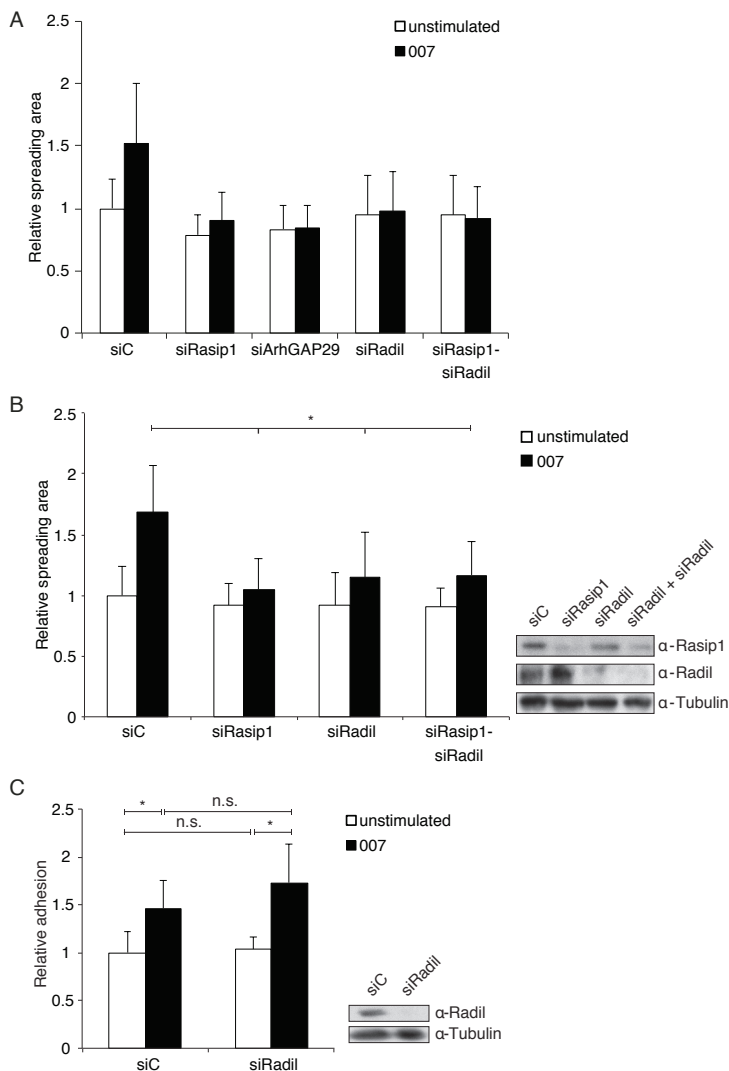 A
unstimulated
007
Relative spreading area
2.5
2
1.5
1
0.5
0
siC
siRasip1
siArhGAP29
siRadil
siRasip1-
siRadil
B
unstimulated
007
*
Relative spreading area
2.5
2
1.5
1
0.5
0
siC
siRasip1
siRadil
siRasip1-
siRadil
siC
siRasip1
siRadil
siRadil + siRadil
α-Rasip1
α-Radil
α-Tubulin
C
unstimulated
007
* n.s.
n.s. *
Relative adhesion
2.5
2
1.5
1
0.5
0
siC
siRadil
siC
siRadil
α-Radil
α-Tubulin